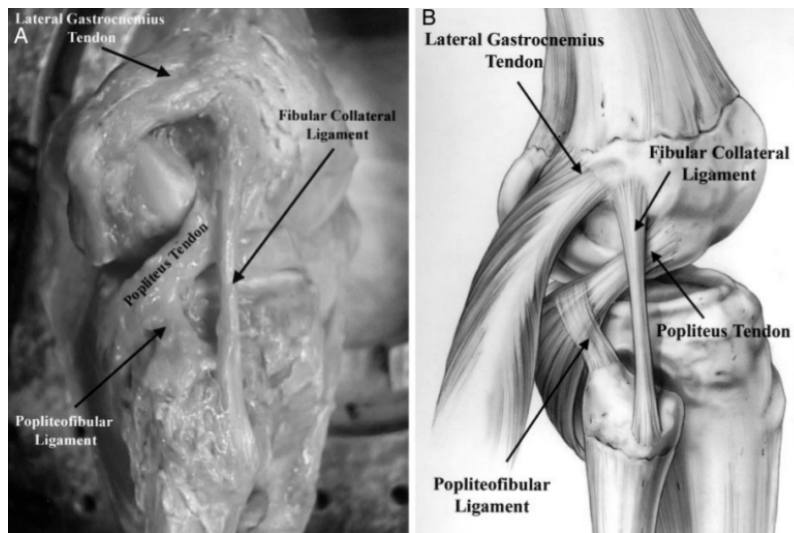 A
Lateral Gastrocnemius
Tendon
Fibular Collateral
Ligament
Popliteus Tendon
Popliteofibular
Ligament
B
Lateral Gastrocnemius
Tendon
Fibular Collateral
Ligament
Popliteus Tendon
Popliteofibular
Ligament